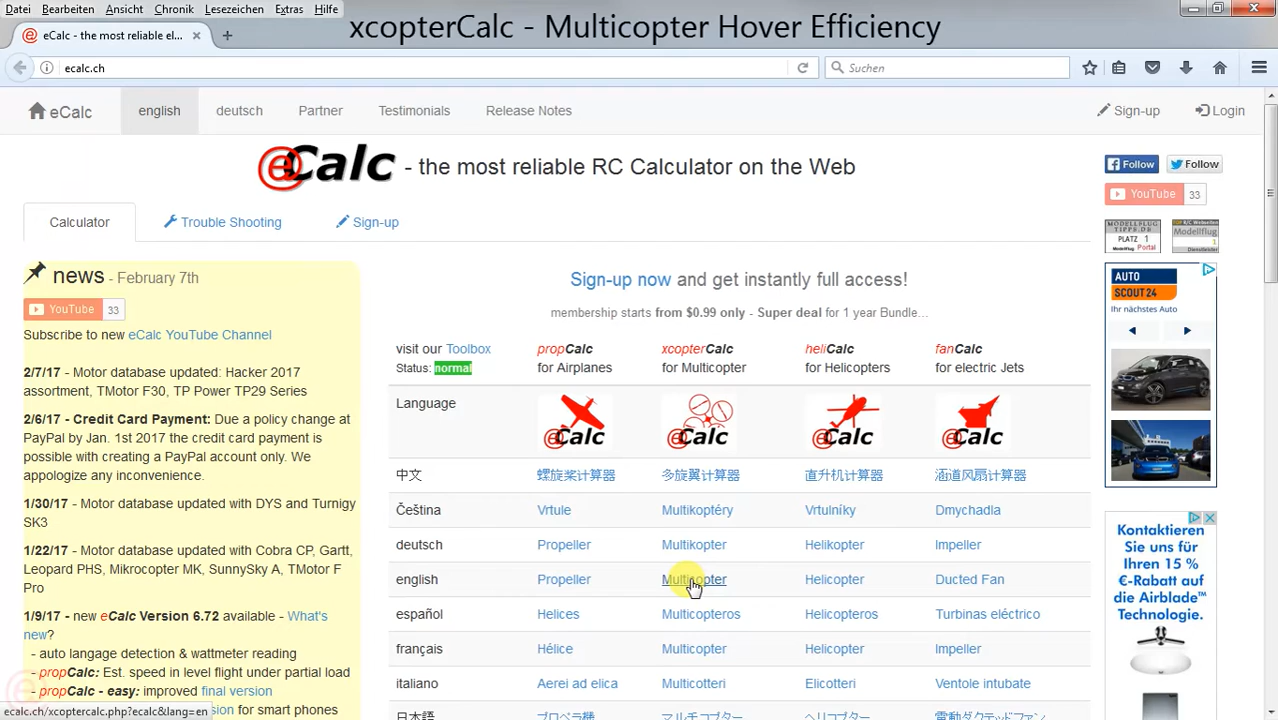 Datei Bearbeiten Ansicht Chronik Lesezeichen Extras Hilfe
xcopterCalc - Multicopter Hover Efficiency
eCalc - the most reliable el...
ecalc.ch
Suchen
eCalc english deutsch Partner Testimonials Release Notes Sign-up Login
eCalc - the most reliable RC Calculator on the Web
Follow Follow
YouTube 33
Calculator Trouble Shooting Sign-up
PLATZ 1
news - February 7th
YouTube 33
Subscribe to new eCalc YouTube Channel
2/7/17 - Motor database updated: Hacker 2017
assortment, TMotor F30, TP Power TP29 Series
2/6/17 - Credit Card Payment: Due a policy change at
PayPal by Jan. 1st 2017 the credit card payment is
possible with creating a PayPal account only. We
appologize any inconvenience.
1/30/17 - Motor database updated with DYS and Turnigy
SK3
1/22/17 - Motor database updated with Cobra CP, Gartt,
Leopard PHS, Mikrocopter MK, SunnySky A, TMotor F
Pro
1/9/17 - new eCalc Version 6.72 available - What's
new?
- auto langage detection & wattmeter reading
- propCalc: Est. speed in level flight under partial load
- propCalc - easy: improved final version
version for smart phones
Sign-up now and get instantly full access!
membership starts from $0.99 only - Super deal for 1 year Bundle...
visit our Toolbox propCalc xcopterCalc heliCalc fanCalc
Status: normal for Airplanes for Multicopter for Helicopters for electric Jets
Language eCalc eCalc eCalc eCalc
中文 螺旋桨计算器 多旋翼计算器 直升机计算器 涵道风扇计算器
Čeština Vrtule Multikoptéry Vrtulníky Dmychadla
deutsch Propeller Multikopter Helikopter Impeller
english Propeller Multicopter Helicopter Ducted Fan
español Helices Multicopteros Helicopteros Turbinas eléctrico
français Hélice Multicopter Helicopter Impeller
italiano Aerei ad elica Multicotteri Elicotteri Ventole intubate
日本語 プロペラ機 マルチコプター ヘリコプター 電動ダクテッドファン
AUTO
SCOUT24
Ihr nächstes Auto
Kontaktieren
Sie uns für
Ihren 15 %
€-Rabatt auf
die Airblade™
Technologie.
ecalc.ch/xcoptercalc.php?ecalc&lang=en